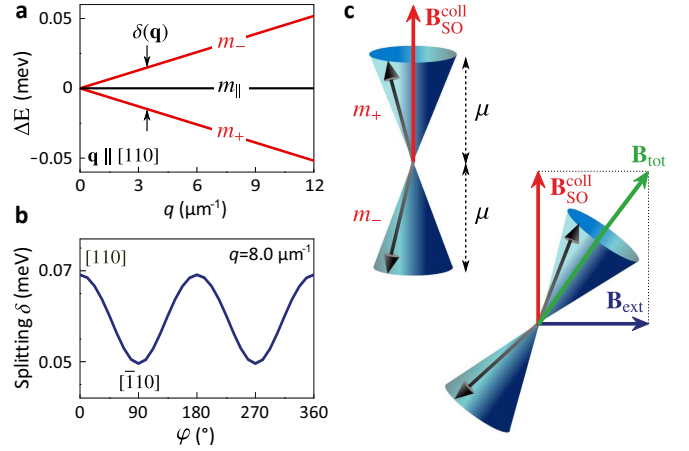 a
0.05
0
-0.05
ΔE (mev)
δ(q)
m₋
m∥
m₊
q ∥ [110]
0
3
6
9
12
q (μm⁻¹)
b
[110]
q=8.0 μm⁻¹
0.07
0.05
Splitting δ (meV)
[1̅10]
0
90
180
270
360
φ (°)
c
B_SO^coll
m₊
μ
m₋
μ
B_SO^coll
B_tot
B_ext